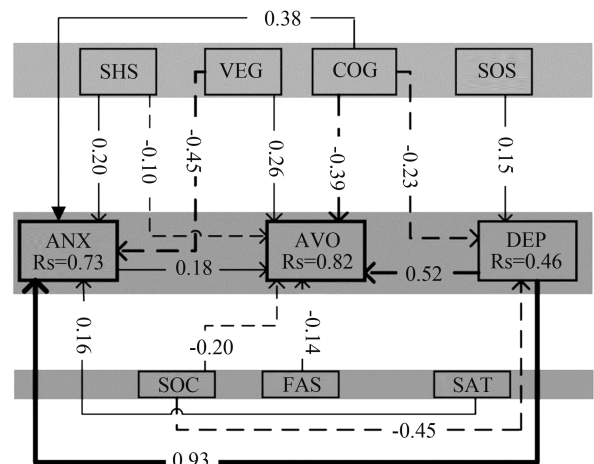 0.38
SHS VEG COG SOS
0.20 -0.10 -0.45 0.26 -0.39 -0.23 0.15
ANX AVO DEP
Rs=0.73 Rs=0.82 Rs=0.46
0.18 0.52
0.16 -0.20 -0.14
SOC FAS SAT
-0.45
0.93